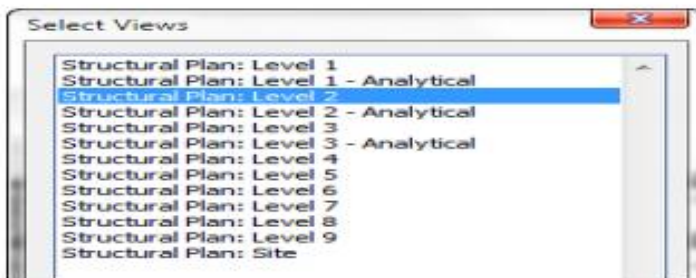 Select Views
Structural Plan: Level 1
Structural Plan: Level 1 - Analytical
Structural Plan: Level 2
Structural Plan: Level 2 - Analytical
Structural Plan: Level 3
Structural Plan: Level 3 - Analytical
Structural Plan: Level 4
Structural Plan: Level 5
Structural Plan: Level 6
Structural Plan: Level 7
Structural Plan: Level 8
Structural Plan: Level 9
Structural Plan: Site